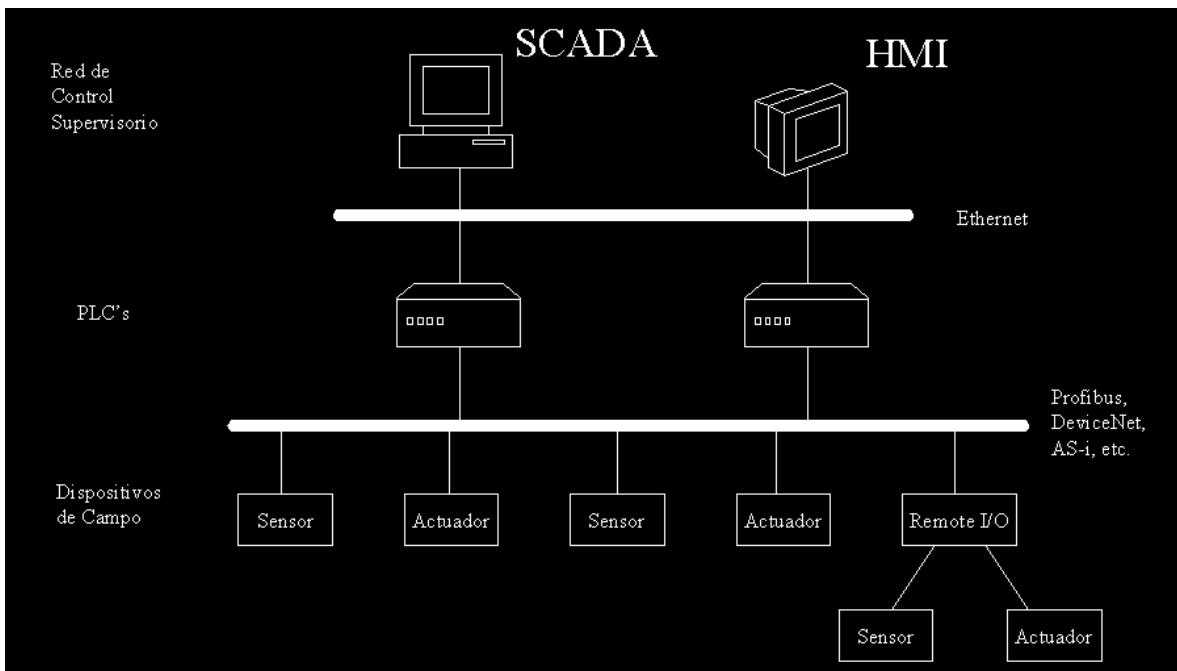 SCADA
HMI
Red de
Control
Supervisorio
Ethernet
PLC's
Profibus,
DeviceNet,
AS-i, etc.
Dispositivos
de Campo
Sensor
Actuador
Sensor
Actuador
Remote I/O
Sensor
Actuador